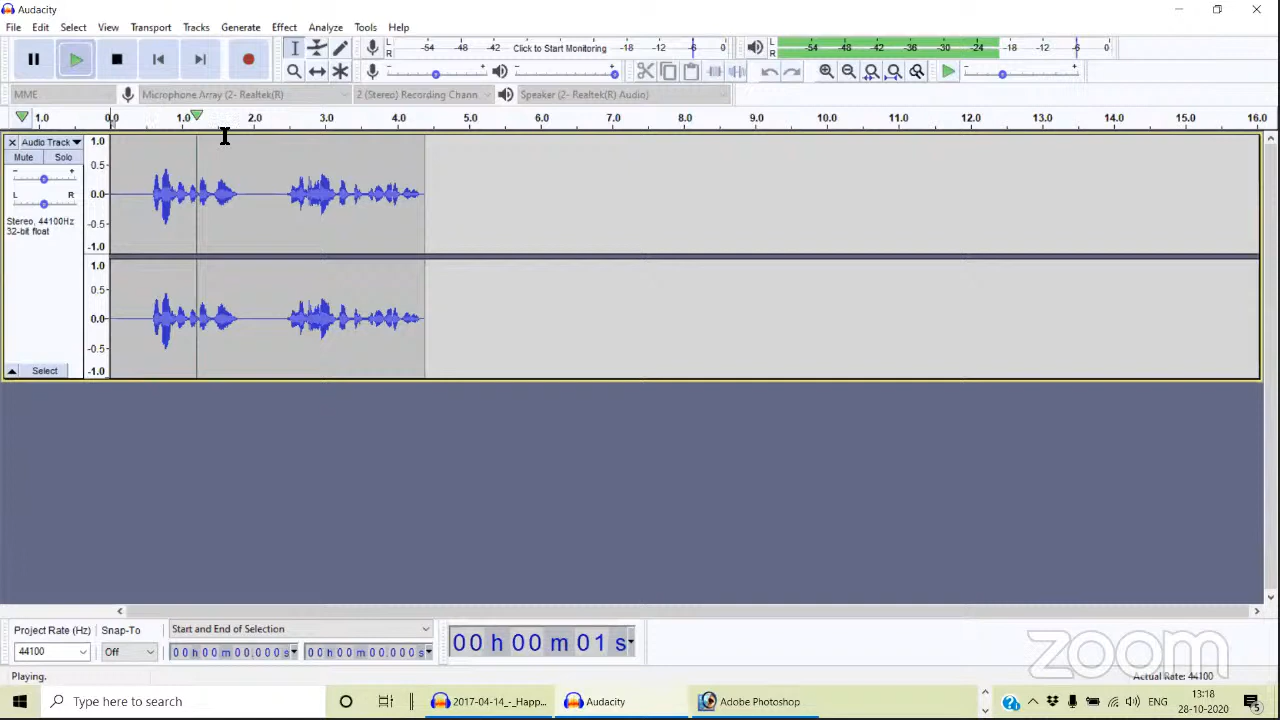 Audacity
File Edit Select View Transport Tracks Generate Effect Analyze Tools Help
L R -54 -48 -42 Click to Start Monitoring -18 -12 -6 0 L R -54 -48 -42 -36 -30 -24 -18 -12 -6 0
MME Microphone Array (2- Realtek(R) 2 (Stereo) Recording Chann Speaker (2- Realtek(R) Audio)
1.0 0.0 1.0 2.0 3.0 4.0 5.0 6.0 7.0 8.0 9.0 10.0 11.0 12.0 13.0 14.0 15.0 16.0
Audio Track 1.0
Mute Solo 0.5
- +
L R 0.0
Stereo, 44100Hz -0.5
32-bit float
-1.0
1.0
0.5
0.0
-0.5
Select -1.0
Project Rate (Hz) Snap-To Start and End of Selection
44100 Off 00 h 00 m 00.000 s 00 h 00 m 00.000 s 00 h 00 m 01 s
zoom
Playing. Actual Rate: 44100
Type here to search 2017-04-14_-_Happ... Audacity Adobe Photoshop ENG 13:18
28-10-2020 5